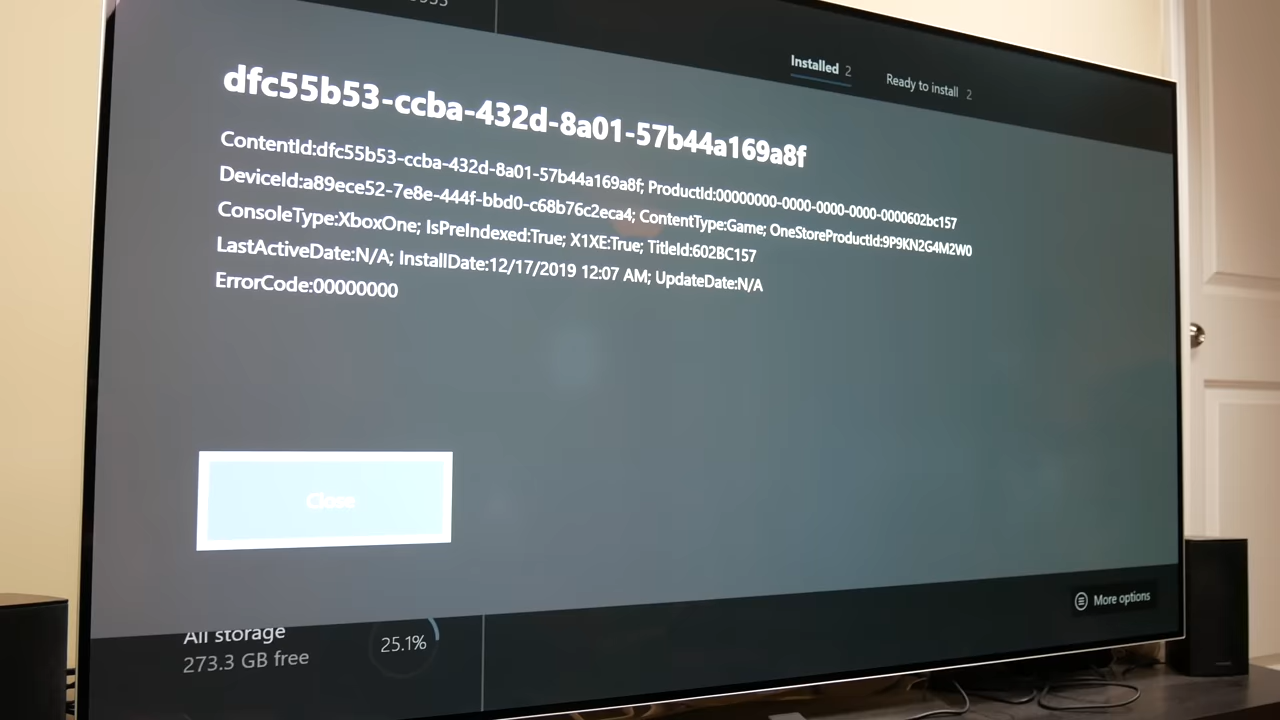 Installed 2
Ready to install 2
dfc55b53-ccba-432d-8a01-57b44a169a8f
ContentId:dfc55b53-ccba-432d-8a01-57b44a169a8f; ProductId:00000000-0000-0000-0000-0000602bc157
DeviceId:a89ece52-7e8e-444f-bbd0-c68b76c2eca4; ContentType:Game; OneStoreProductId:9P9KN2G4M2W0
ConsoleType:XboxOne; IsPreIndexed:True; X1XE:True; TitleId:602BC157
LastActiveDate:N/A; InstallDate:12/17/2019 12:07 AM; UpdateDate:N/A
ErrorCode:00000000
Close
More options
All storage
273.3 GB free
25.1%